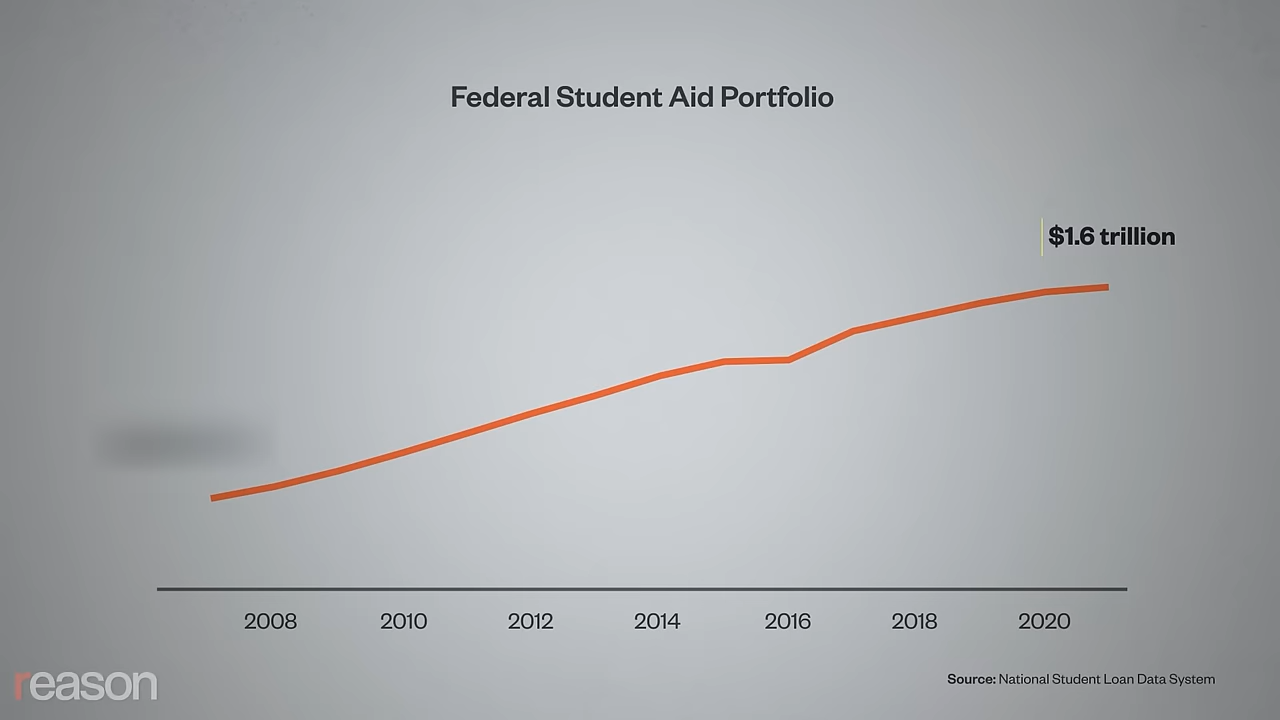 Federal Student Aid Portfolio
$1.6 trillion
2008 2010 2012 2014 2016 2018 2020
Source: National Student Loan Data System
reason